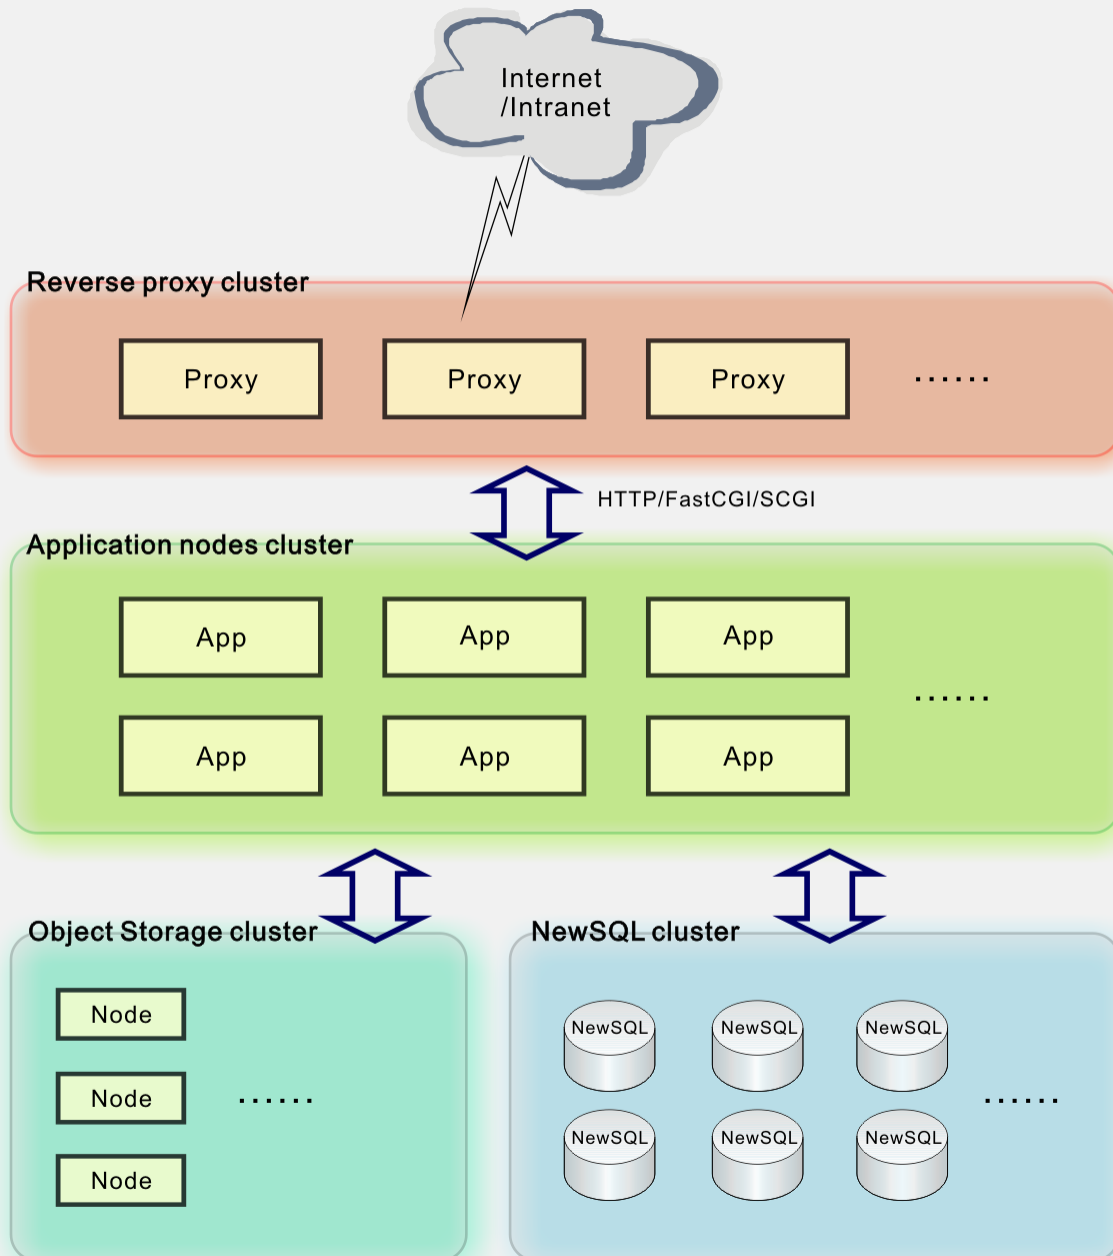 Internet
/Intranet
Reverse proxy cluster
Proxy
Proxy
Proxy
......
HTTP/FastCGI/SCGI
Application nodes cluster
App
App
App
......
App
App
App
Object Storage cluster
Node
Node
......
Node
NewSQL cluster
NewSQL
NewSQL
NewSQL
......
NewSQL
NewSQL
NewSQL